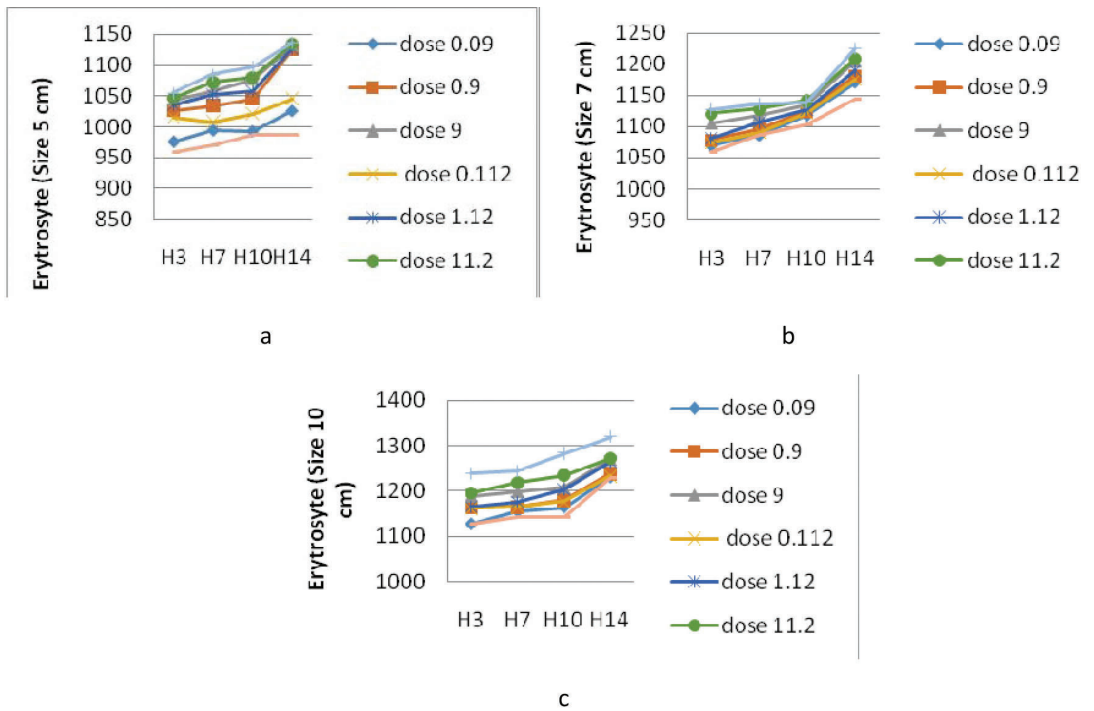 Erytrosyte (Size 5 cm)
1150
1100
1050
1000
950
900
850
H3 H7 H10 H14
dose 0.09
dose 0.9
dose 9
dose 0.112
dose 1.12
dose 11.2
a
Erytrosyte (Size 7 cm)
1250
1200
1150
1100
1050
1000
950
H3 H7 H10 H14
dose 0.09
dose 0.9
dose 9
dose 0.112
dose 1.12
dose 11.2
b
Erytrosyte (Size 10
cm)
1400
1300
1200
1100
1000
H3 H7 H10 H14
dose 0.09
dose 0.9
dose 9
dose 0.112
dose 1.12
dose 11.2
c